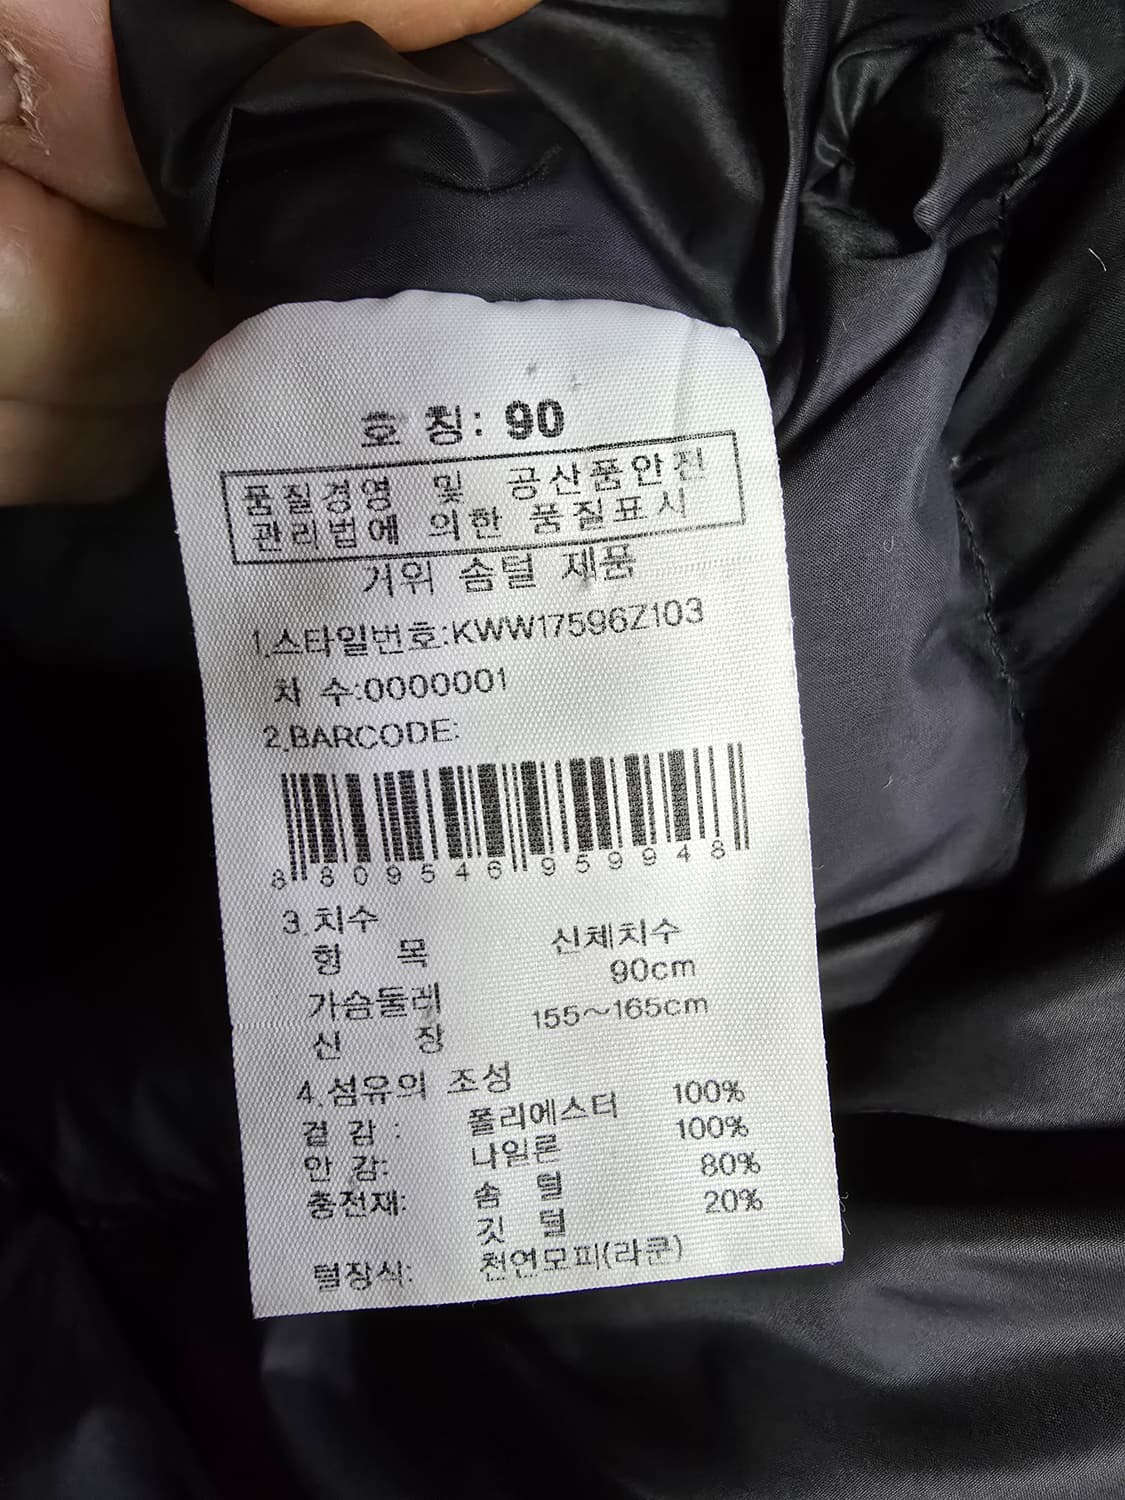 호 칭: 90
품질경영 및 공산품안전
관리법에 의한 품질표시
거위 솜털 제품
1.스타일번호:KWW17596Z103
차 수:0000001
2.BARCODE:
8 809546 959948
3.치수
항 목 신체치수
가슴둘레 90cm
신 장 155~165cm
4.섬유의 조성
겉 감 : 폴리에스터 100%
안 감: 나일론 100%
충전재: 솜 털 80%
깃 털 20%
털장식: 천연모피(라쿤)